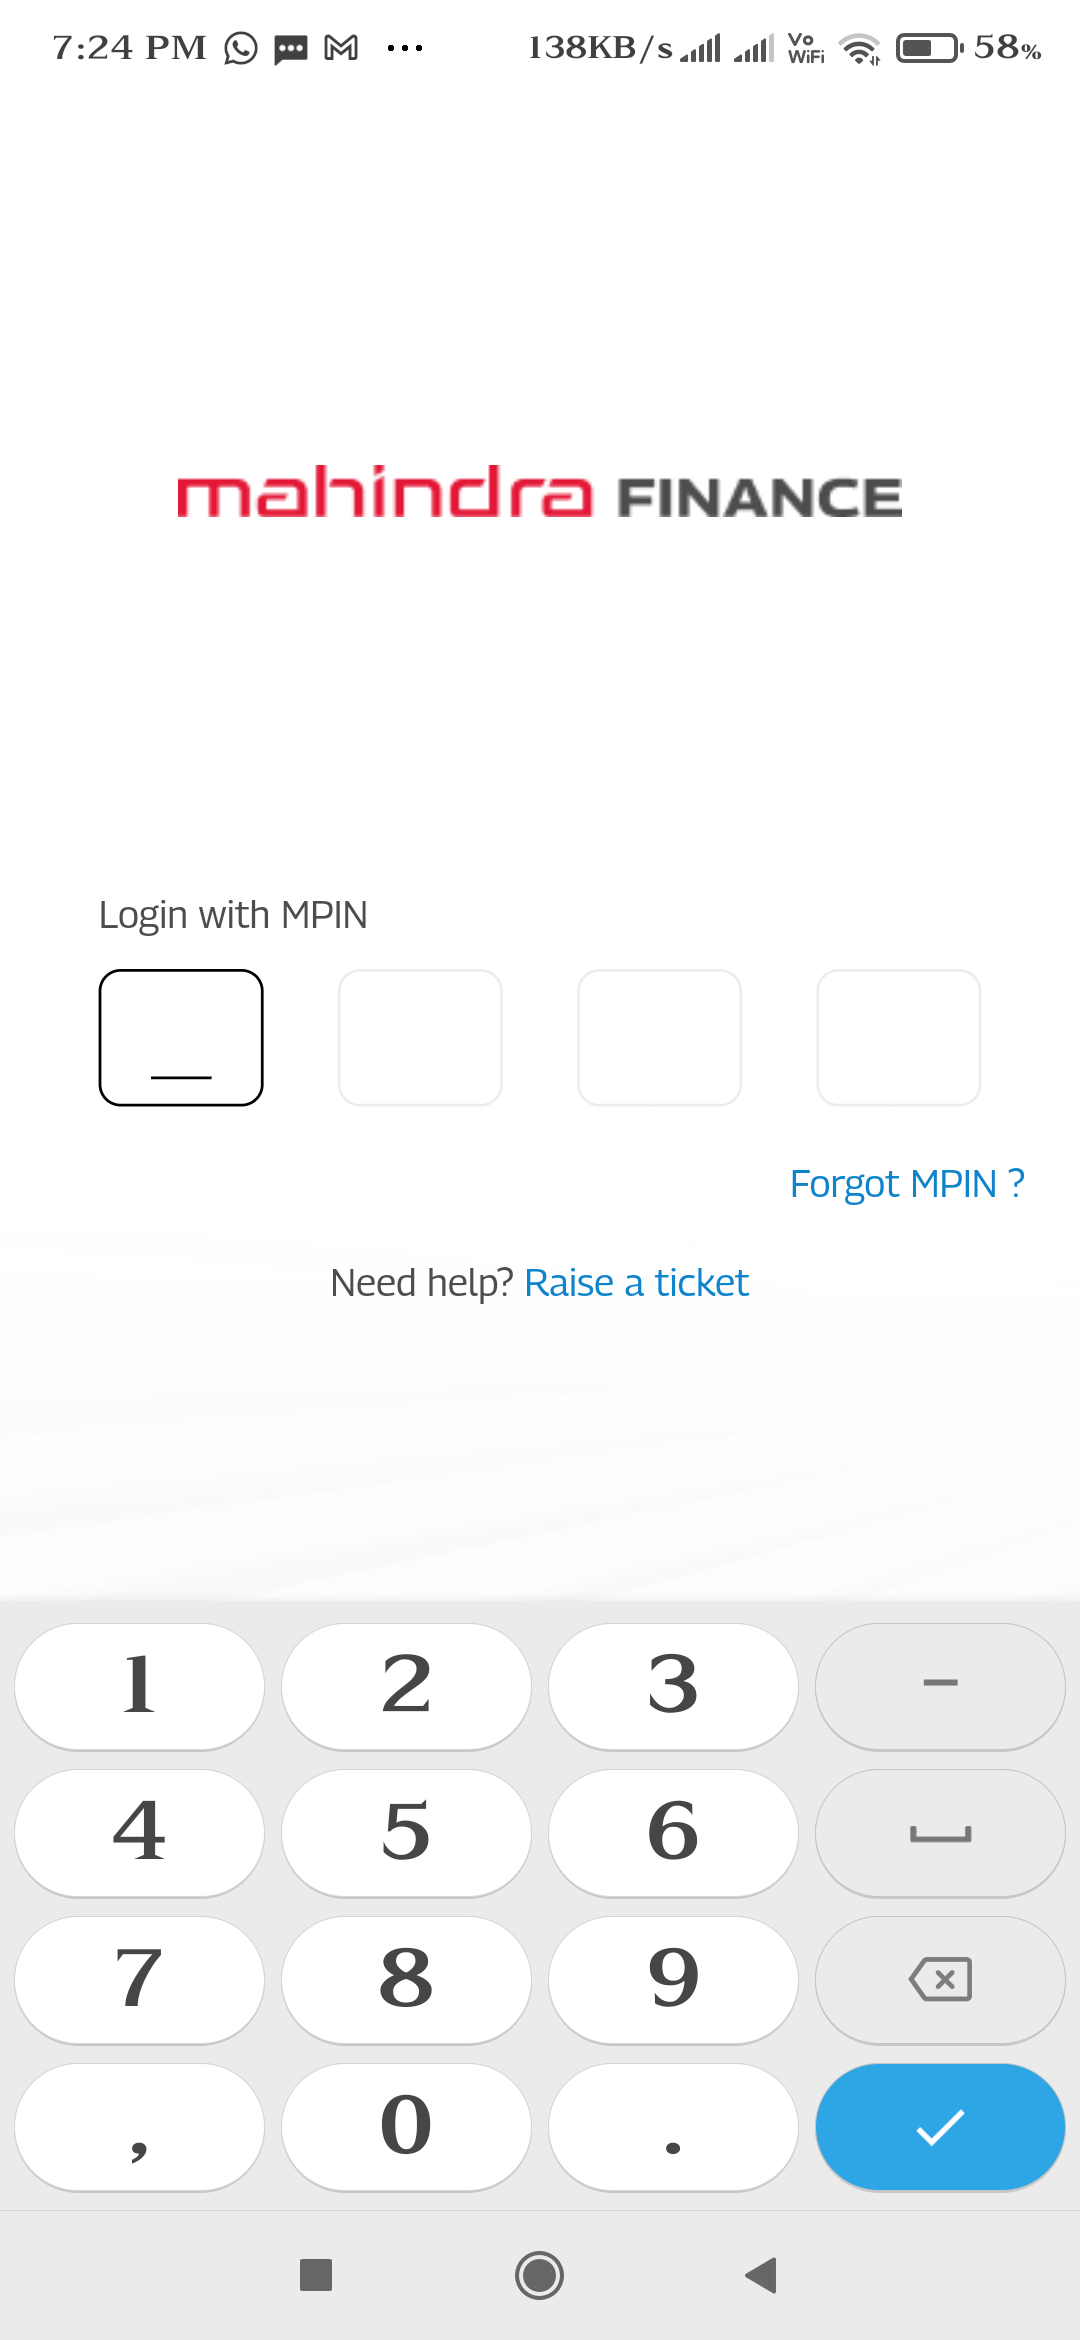 7:24 PM ... 138KB/s Vo WiFi 58%
mahindra FINANCE
Login with MPIN
Forgot MPIN ?
Need help? Raise a ticket
1 2 3 –
4 5 6
7 8 9
, 0 .